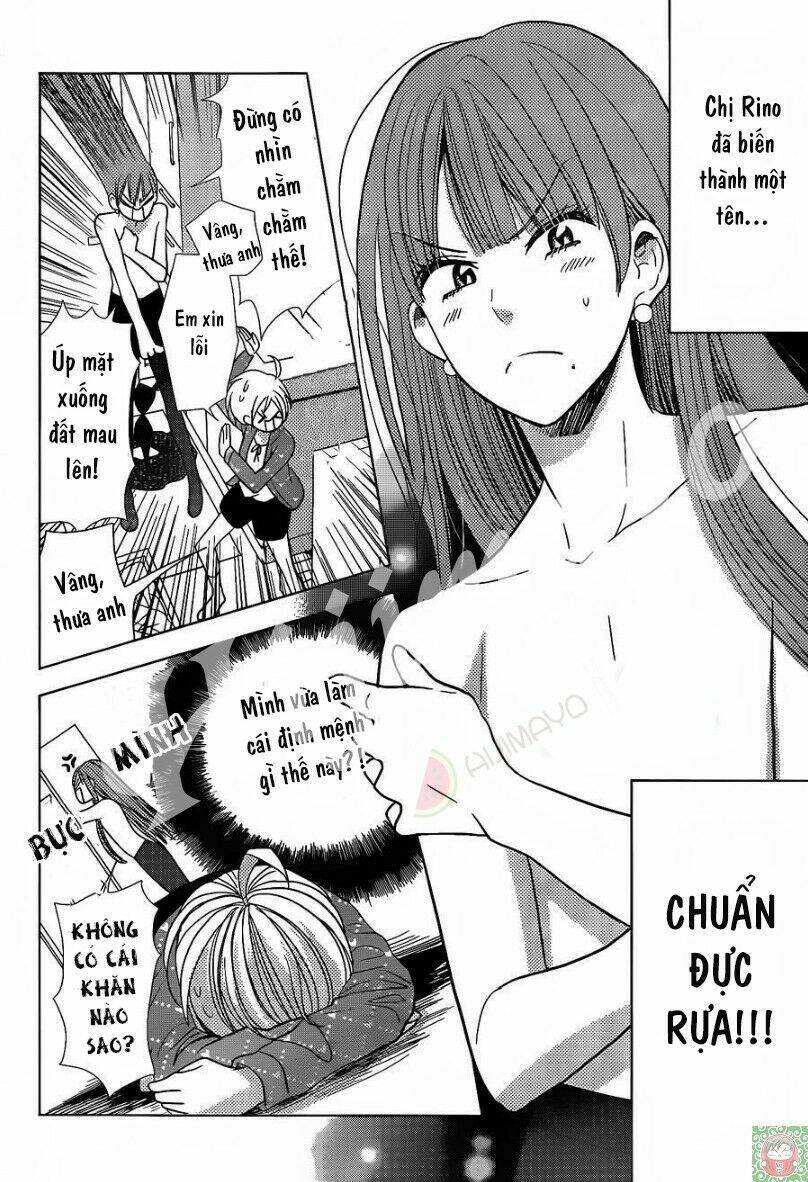 Chị Rino
đã biến
thành một
tên...
CHUẨN
ĐỰC
RỰA!!!
Đừng có
nhìn
chằm
chằm
thế!
Vâng,
thưa anh
Em xin
lỗi
Úp mặt
xuống
đất mau
lên!
Vâng,
thưa anh
Mình vừa làm
cái định mệnh
gì thế này?!
BỰC
MÌNH
KHÔNG
CÓ CÁI
KHĂN
NÀO
SAO?
AIJIMAYO